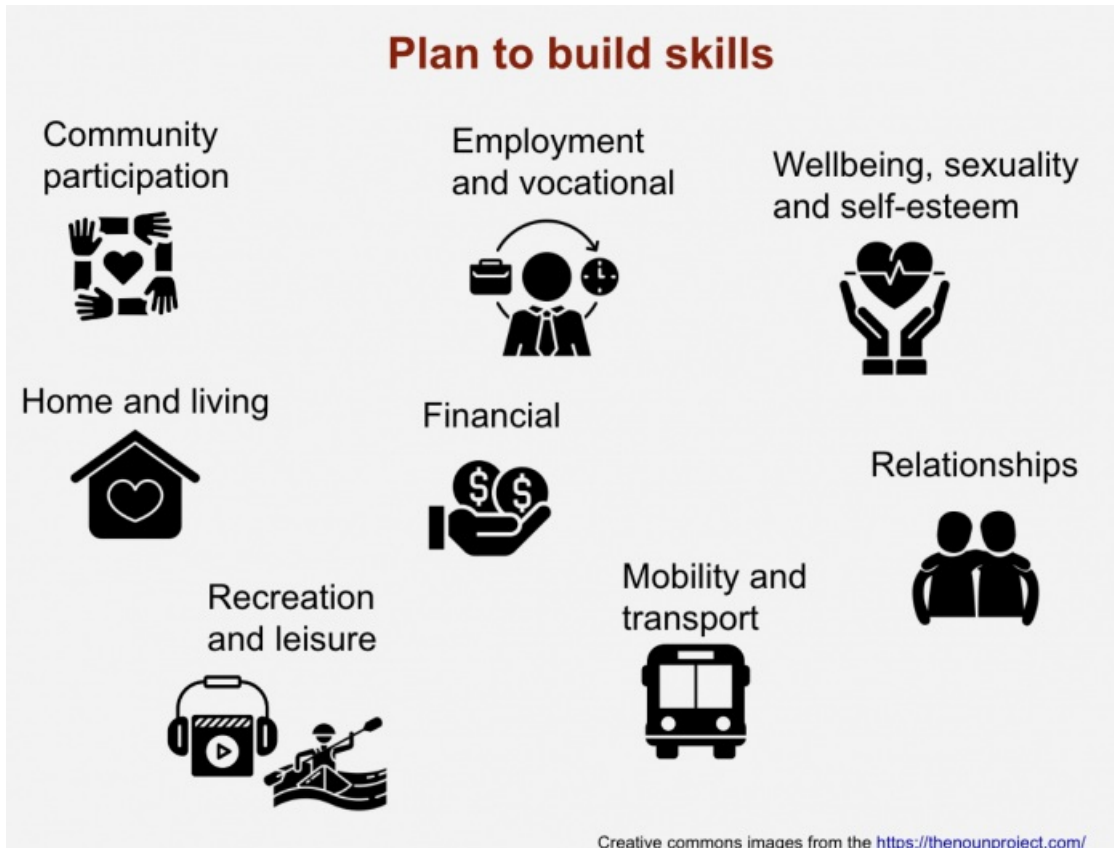 Plan to build skills
Community
participation
Employment
and vocational
Wellbeing, sexuality
and self-esteem
Home and living
Financial
$ $
Relationships
Recreation
and leisure
Mobility and
transport
Creative commons images from the https://thenounproject.com/